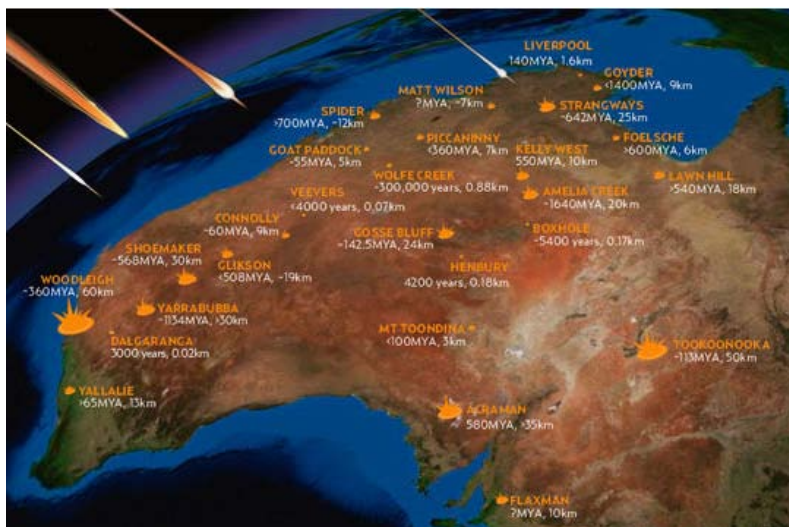 LIVERPOOL
140MYA, 1.6km
GOYDER
<1400MYA, 9km
MATT WILSON
?MYA, ~7km
STRANGWAYS
~642MYA, 25km
SPIDER
>700MYA, ~12km
PICCANINNY
<360MYA, 7km
FOELSCHE
>600MYA, 6km
GOAT PADDOCK
~55MYA, 5km
KELLY WEST
550MYA, 10km
WOLFE CREEK
~300,000 years, 0.88km
LAWN HILL
>540MYA, 18km
VEEVERS
<4000 years, 0.07km
AMELIA CREEK
~1640MYA, 20km
CONNOLLY
~60MYA, 9km
GOSSE BLUFF
~142.5MYA, 24km
BOXHOLE
~5400 years, 0.17km
SHOEMAKER
~568MYA, 30km
GLIKSON
<508MYA, ~19km
HENBURY
4200 years, 0.18km
WOODLEIGH
~360MYA, 60km
YARRABUBBA
~1134MYA, >30km
DALGARANGA
3000 years, 0.02km
MT TOONDINA
<100MYA, 3km
TOOKOONOOKA
~113MYA, 50km
YALLALIE
>65MYA, 13km
ACRAMAN
580MYA, >35km
FLAXMAN
?MYA, 10km